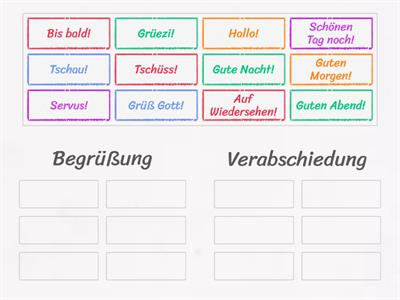 Bis bald!
Grüezi!
Hallo!
Schönen
Tag noch!
Tschau!
Tschüss!
Gute Nacht!
Guten
Morgen!
Servus!
Grüß Gott!
Auf
Wiedersehen!
Guten Abend!
Begrüßung
Verabschiedung